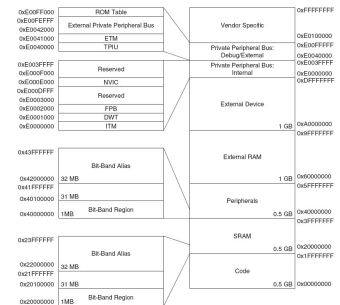 0xE00FF000 ROM Table
0xE00FEFFF External Private Peripheral Bus
0xE0042000
0xE0041000 ETM
0xE0040000 TPIU
0xE003FFFF Reserved
0xE000F000
0xE000E000 NVIC
0xE000DFFF Reserved
0xE0003000
0xE0002000 FPB
0xE0001000 DWT
0xE0000000 ITM
0x43FFFFFF
Bit-Band Alias
0x42000000 32 MB
0x41FFFFFF
0x40100000 31 MB
0x40000000 1MB Bit-Band Region
0x23FFFFFF
Bit-Band Alias
0x22000000 32 MB
0x21FFFFFF
0x20100000 31 MB
0x20000000 1MB Bit-Band Region
0xFFFFFFFF
Vendor Specific
0xE0100000
Private Peripheral Bus: 0xE00FFFFF
Debug/External 0xE0040000
Private Peripheral Bus: 0xE003FFFF
Internal 0xE0000000
0xDFFFFFFF
External Device
1 GB 0xA0000000
0x9FFFFFFF
External RAM
1 GB 0x60000000
0x5FFFFFFF
Peripherals
0.5 GB 0x40000000
0x3FFFFFFF
SRAM
0.5 GB 0x20000000
0x1FFFFFFF
Code
0.5 GB 0x00000000